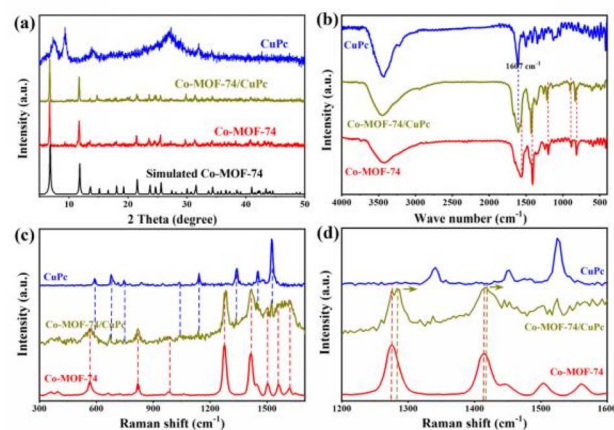 (a)
CuPc
Co-MOF-74/CuPc
Co-MOF-74
Simulated Co-MOF-74
Intensity (a.u.)
10 20 30 40 50
2 Theta (degree)
(b)
CuPc
1607 cm⁻¹
Co-MOF-74/CuPc
Co-MOF-74
Intensity (a.u.)
4000 3500 3000 2500 2000 1500 1000 500
Wave number (cm⁻¹)
(c)
CuPc
Co-MOF-74/CuPc
Co-MOF-74
Intensity (a.u.)
300 600 900 1200 1500
Raman shift (cm⁻¹)
(d)
CuPc
Co-MOF-74/CuPc
Co-MOF-74
Intensity (a.u.)
1200 1300 1400 1500 1600
Raman shift (cm⁻¹)